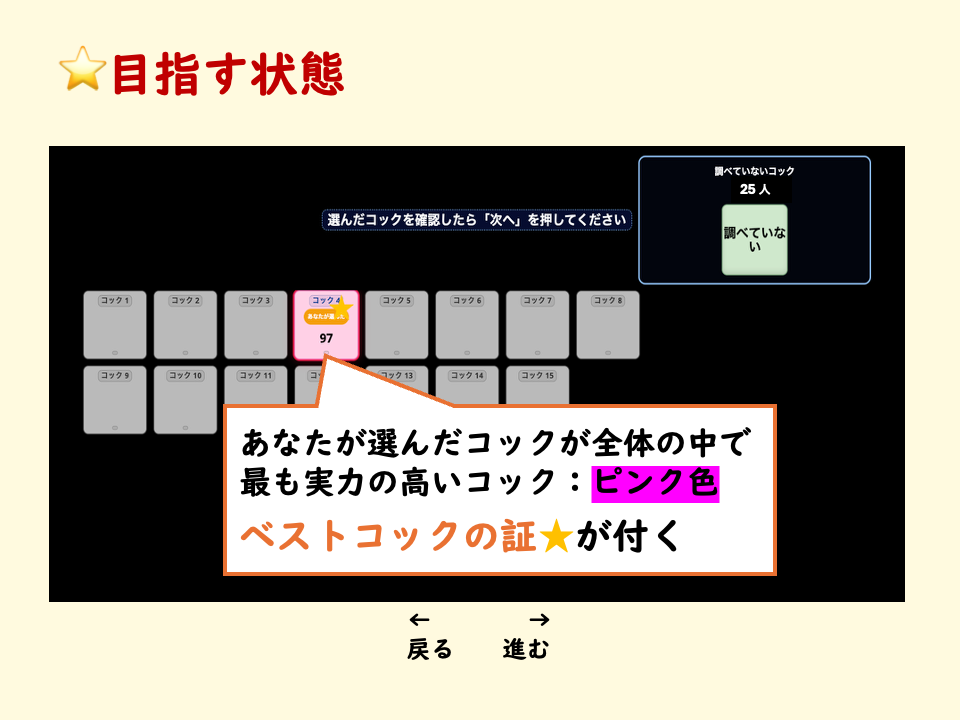 ⭐目指す状態
調べていないコック
25 人
選んだコックを確認したら「次へ」を押してください
調べていな
い
コック 1
コック 2
コック 3
コック 4
コック 5
コック 6
コック 7
コック 8
97
コック 9
コック 10
コック 11
コック 14
コック 15
あなたが選んだコックが全体の中で
最も実力の高いコック：ピンク色
ベストコックの証★が付く
← →
戻る 進む